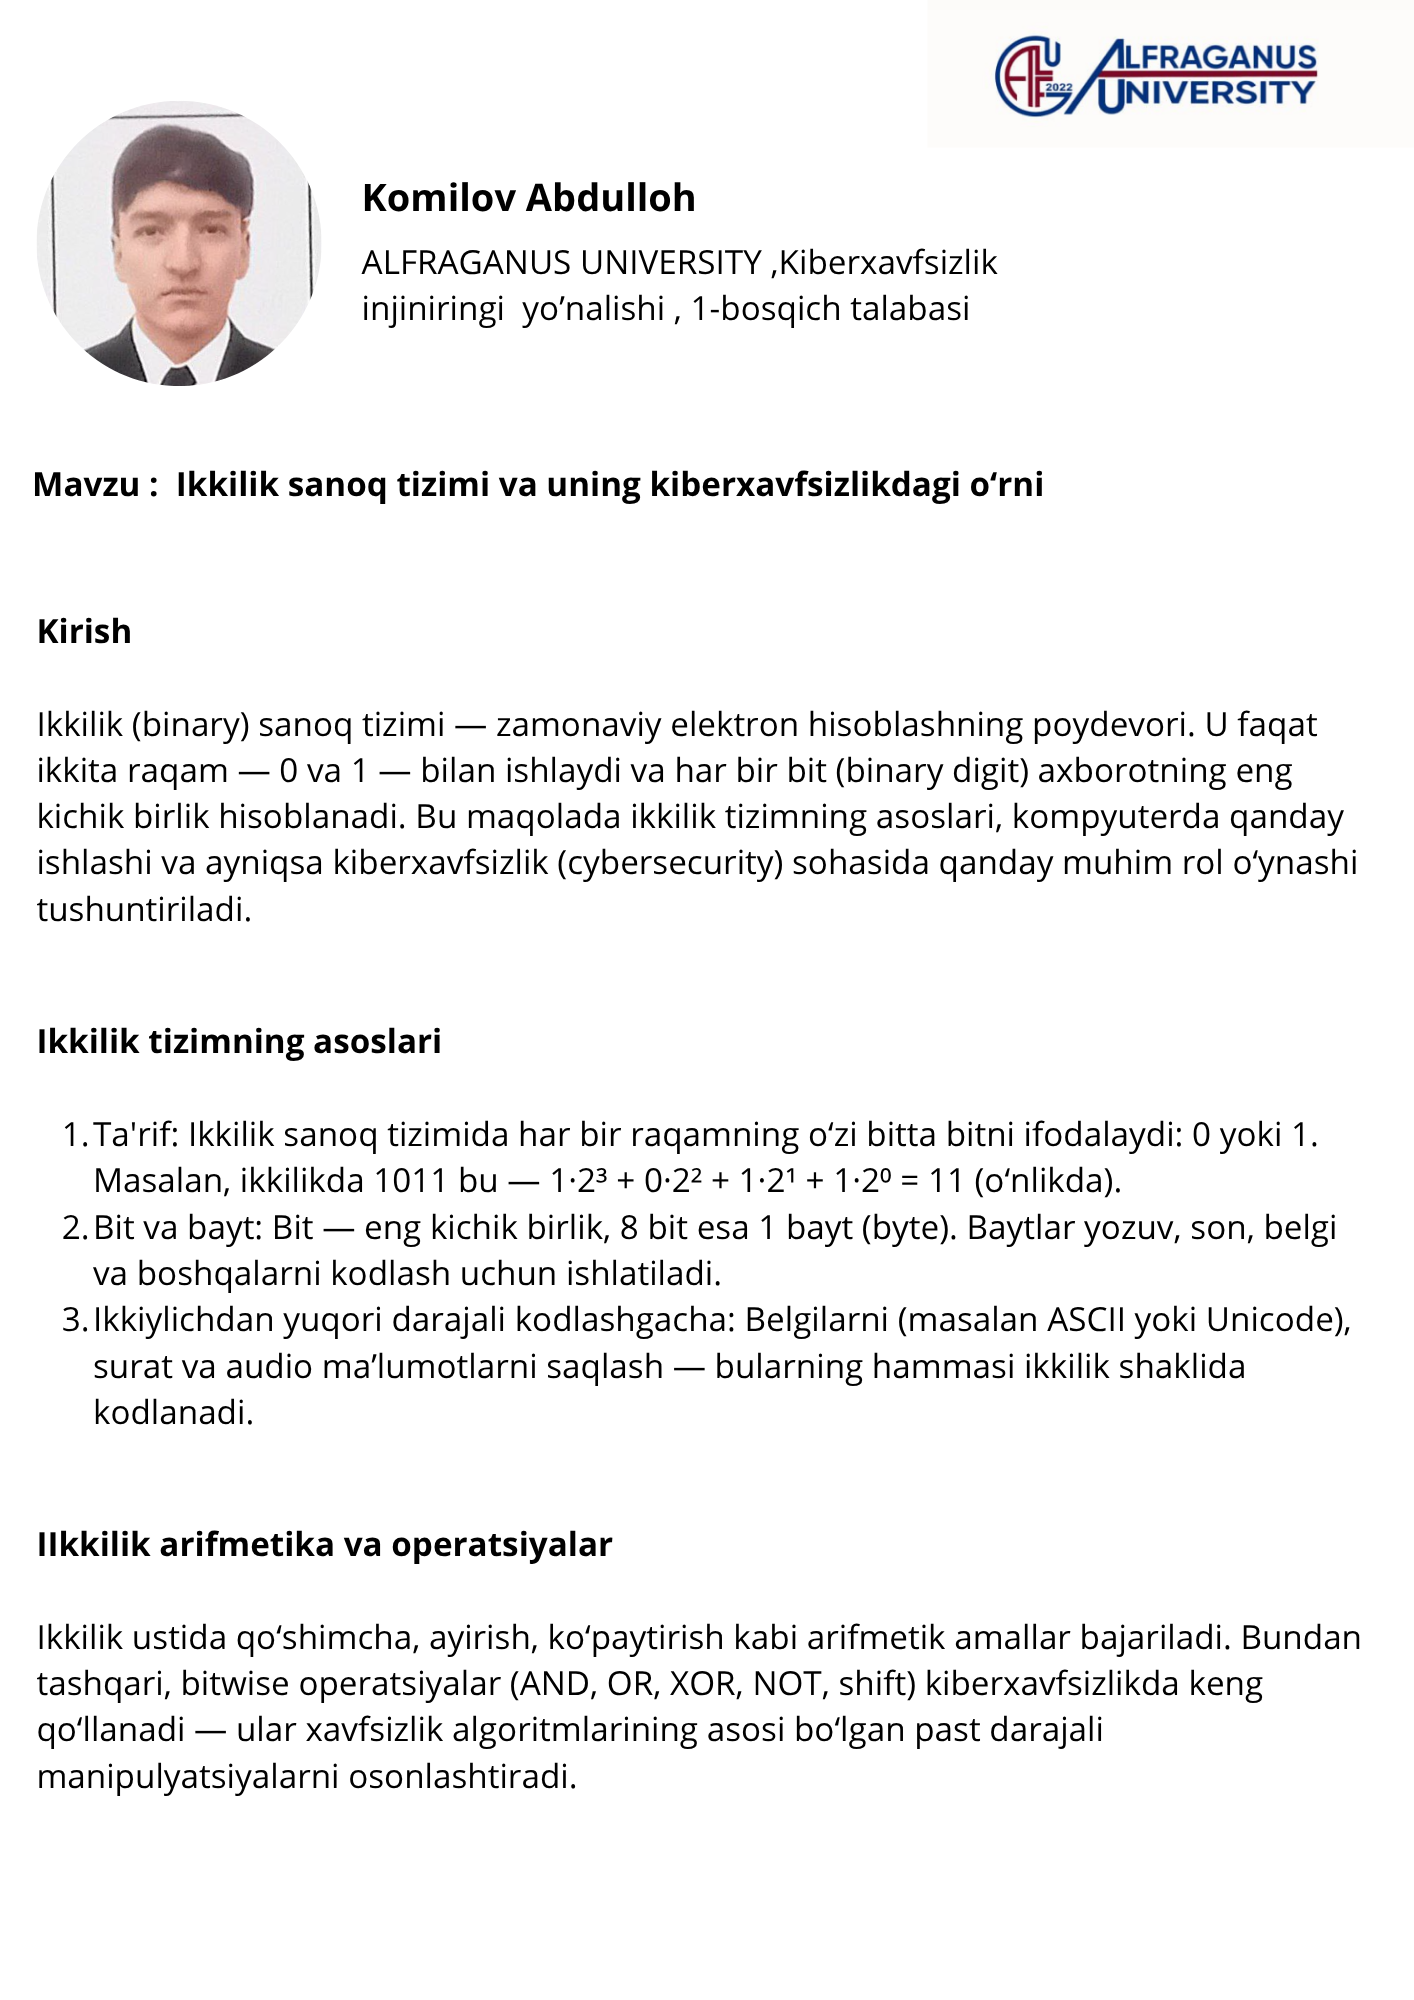 ALFRAGANUS
UNIVERSITY
2022
Komilov Abdulloh
ALFRAGANUS UNIVERSITY ,Kiberxavfsizlik
injiniringi  yo’nalishi , 1-bosqich talabasi
Mavzu :  Ikkilik sanoq tizimi va uning kiberxavfsizlikdagi o‘rni
Kirish
Ikkilik (binary) sanoq tizimi — zamonaviy elektron hisoblashning poydevori. U faqat
ikkita raqam — 0 va 1 — bilan ishlaydi va har bir bit (binary digit) axborotning eng
kichik birlik hisoblanadi. Bu maqolada ikkilik tizimning asoslari, kompyuterda qanday
ishlashi va ayniqsa kiberxavfsizlik (cybersecurity) sohasida qanday muhim rol o‘ynashi
tushuntiriladi.
Ikkilik tizimning asoslari
1. Ta'rif: Ikkilik sanoq tizimida har bir raqamning o‘zi bitta bitni ifodalaydi: 0 yoki 1.
Masalan, ikkilikda 1011 bu — 1·2³ + 0·2² + 1·2¹ + 1·2⁰ = 11 (o‘nlikda).
2. Bit va bayt: Bit — eng kichik birlik, 8 bit esa 1 bayt (byte). Baytlar yozuv, son, belgi
va boshqalarni kodlash uchun ishlatiladi.
3. Ikkiylichdan yuqori darajali kodlashgacha: Belgilarni (masalan ASCII yoki Unicode),
surat va audio ma’lumotlarni saqlash — bularning hammasi ikkilik shaklida
kodlanadi.
IIkkilik arifmetika va operatsiyalar
Ikkilik ustida qo‘shimcha, ayirish, ko‘paytirish kabi arifmetik amallar bajariladi. Bundan
tashqari, bitwise operatsiyalar (AND, OR, XOR, NOT, shift) kiberxavfsizlikda keng
qo‘llanadi — ular xavfsizlik algoritmlarining asosi bo‘lgan past darajali
manipulyatsiyalarni osonlashtiradi.